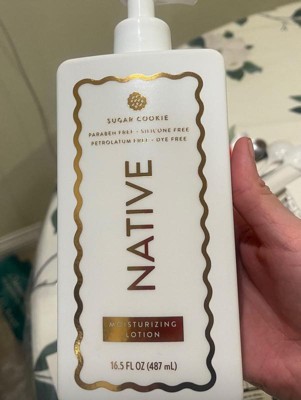 SUGAR COOKIE
PARABEN FREE - SILICONE FREE
PETROLATUM FREE - DYE FREE
NATIVE
MOISTURIZING
LOTION
16.5 FL OZ (487 mL)